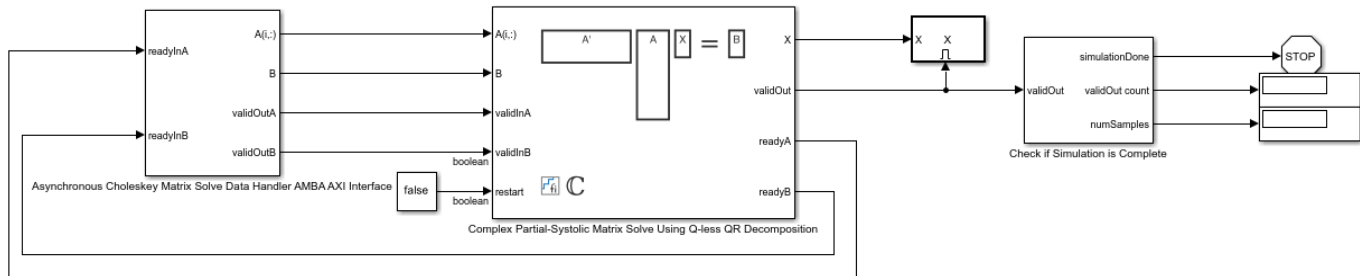 readyInA
readyInB
A(i,:)
B
validOutA
validOutB
Asynchronous Choleskey Matrix Solve Data Handler AMBA AXI Interface
false
boolean
boolean
A(i,:)
B
validInA
validInB
restart
A'
A
X
=
B
fi
ℂ
X
validOut
readyA
readyB
Complex Partial-Systolic Matrix Solve Using Q-less QR Decomposition
X
X
validOut
simulationDone
validOut count
numSamples
Check if Simulation is Complete
STOP